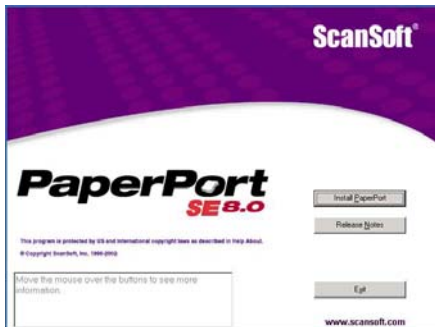 ScanSoft®
PaperPort
SE 8.0
Install PaperPort
Release Notes
This program is protected by US and international copyright laws as described in Help About.
© Copyright ScanSoft, Inc. 1988-2002
Move the mouse over the buttons to see more
information.
Exit
www.scansoft.com